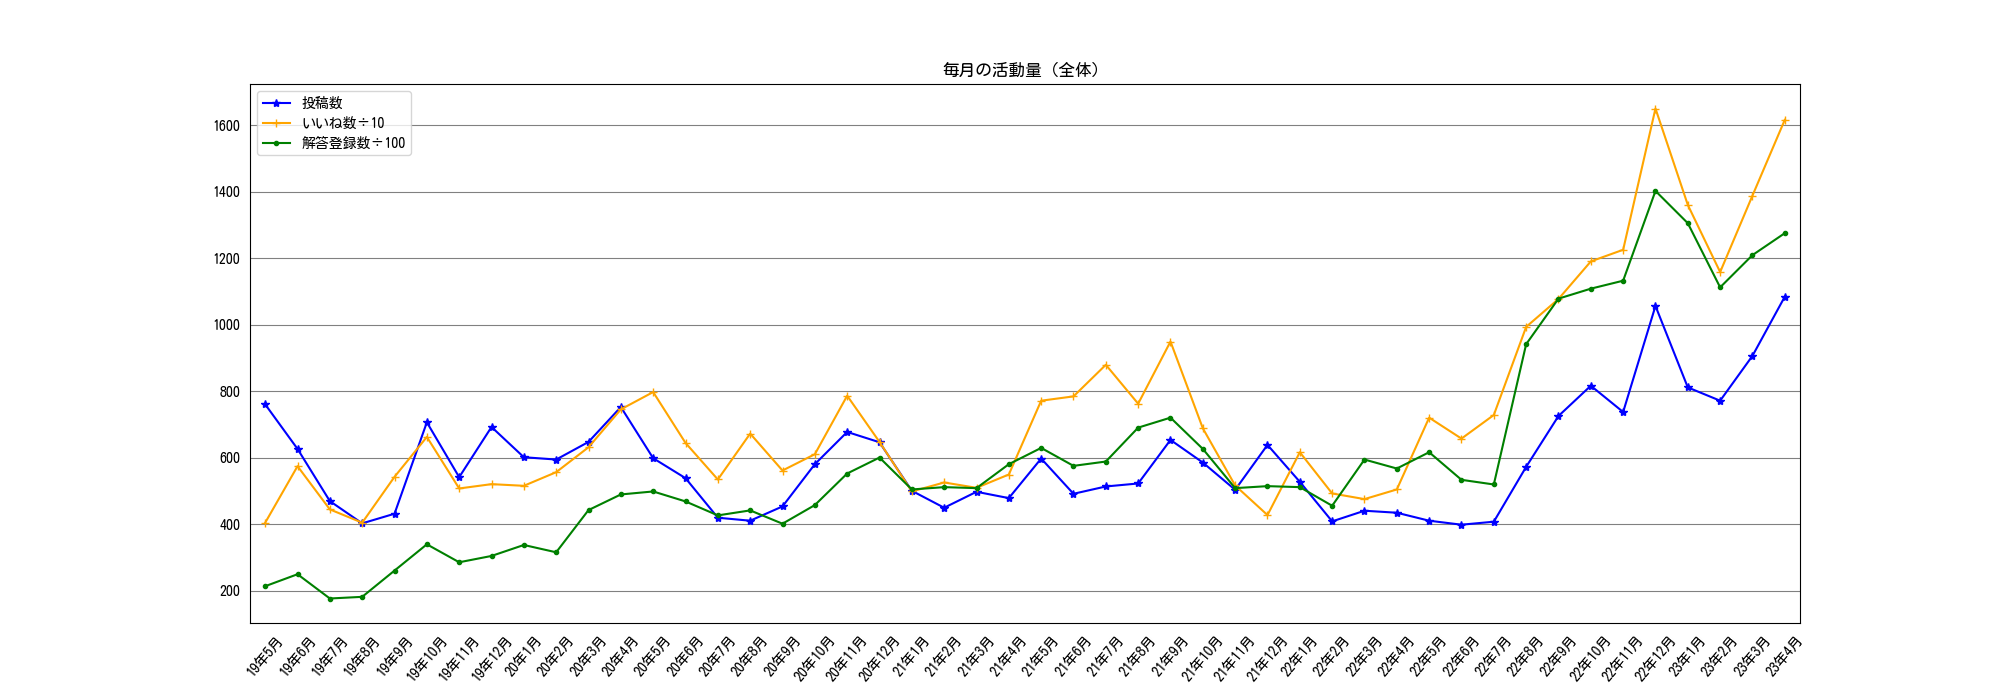 毎月の活動量（全体）
投稿数
いいね数÷10
解答登録数÷100
1600
1400
1200
1000
800
600
400
200
19年5月
19年6月
19年7月
19年8月
19年9月
19年10月
19年11月
19年12月
20年1月
20年2月
20年3月
20年4月
20年5月
20年6月
20年7月
20年8月
20年9月
20年10月
20年11月
20年12月
21年1月
21年2月
21年3月
21年4月
21年5月
21年6月
21年7月
21年8月
21年9月
21年10月
21年11月
21年12月
22年1月
22年2月
22年3月
22年4月
22年5月
22年6月
22年7月
22年8月
22年9月
22年10月
22年11月
22年12月
23年1月
23年2月
23年3月
23年4月